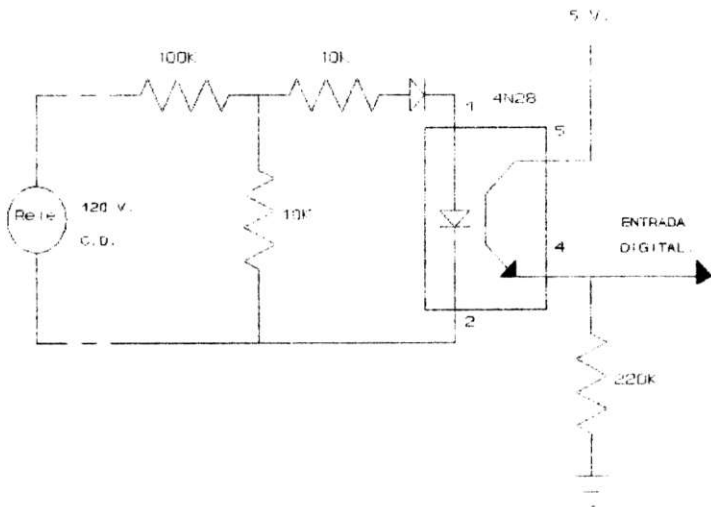 5 V.
100K
10K
4N28
1
5
Rele
120 V.
C.D.
10K
ENTRADA
DIGITAL.
4
2
220K